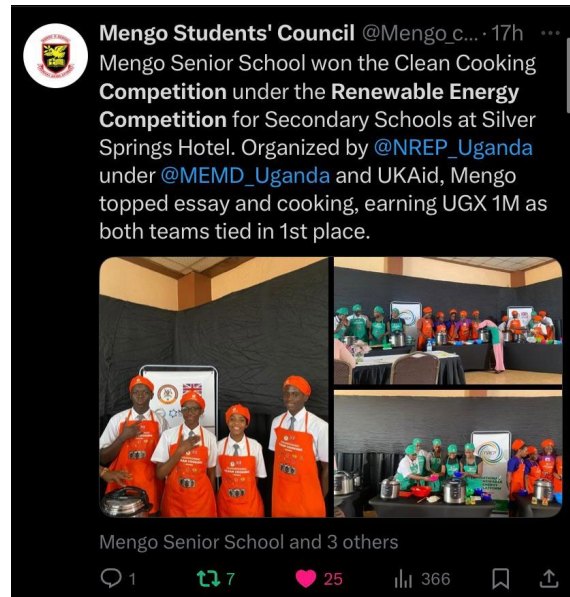 Mengo Students' Council @Mengo_c... · 17h
Mengo Senior School won the Clean Cooking
Competition under the Renewable Energy
Competition for Secondary Schools at Silver
Springs Hotel. Organized by @NREP_Uganda
under @MEMD_Uganda and UKAid, Mengo
topped essay and cooking, earning UGX 1M as
both teams tied in 1st place.
Mengo Senior School and 3 others
1 7 25 366